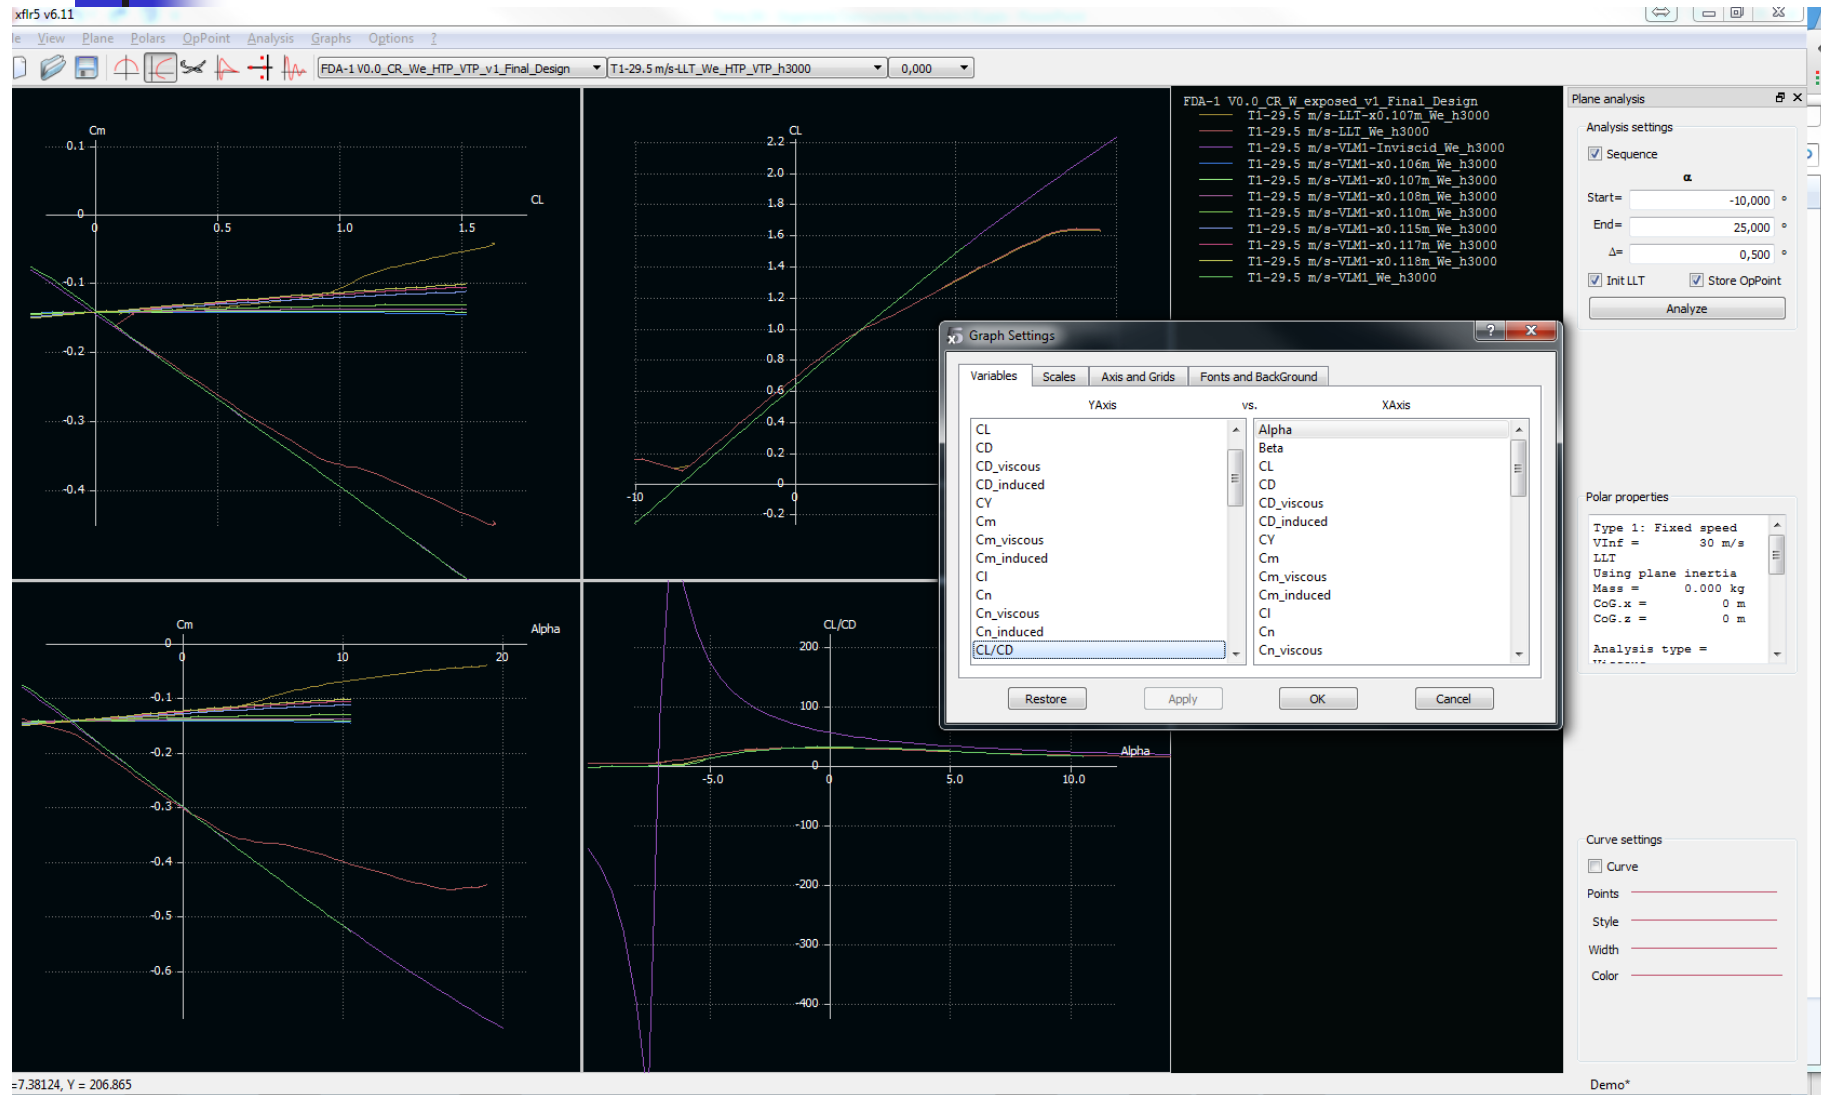 xflr5 v6.11
le View Plane Polars OpPoint Analysis Graphs Options ?
FDA-1 V0.0_CR_We_HTP_VTP_v1_Final_Design T1-29.5 m/s-LLT_We_HTP_VTP_h3000 0,000
Cm
0.1
CL
0
0 0.5 1.0 1.5
-0.1
-0.2
-0.3
-0.4
CL
2.2
2.0
1.8
1.6
1.4
1.2
1.0
0.8
0.6
0.4
0.2
0
-10 0
-0.2
Cm
Alpha
0
0 10 20
-0.1
-0.2
-0.3
-0.4
-0.5
-0.6
CL/CD
200
100
Alpha
0
-5.0 0 5.0 10.0
-100
-200
-300
-400
FDA-1 V0.0_CR_W_exposed_v1_Final_Design
T1-29.5 m/s-LLT-x0.107m_We_h3000
T1-29.5 m/s-LLT_We_h3000
T1-29.5 m/s-VLM1-Inviscid_We_h3000
T1-29.5 m/s-VLM1-x0.106m_We_h3000
T1-29.5 m/s-VLM1-x0.107m_We_h3000
T1-29.5 m/s-VLM1-x0.108m_We_h3000
T1-29.5 m/s-VLM1-x0.110m_We_h3000
T1-29.5 m/s-VLM1-x0.115m_We_h3000
T1-29.5 m/s-VLM1-x0.117m_We_h3000
T1-29.5 m/s-VLM1-x0.118m_We_h3000
T1-29.5 m/s-VLM1_We_h3000
Graph Settings
Variables Scales Axis and Grids Fonts and BackGround
YAxis vs. XAxis
CL
CD
CD_viscous
CD_induced
CY
Cm
Cm_viscous
Cm_induced
Cl
Cn
Cn_viscous
Cn_induced
CL/CD
Alpha
Beta
CL
CD
CD_viscous
CD_induced
CY
Cm
Cm_viscous
Cm_induced
Cl
Cn
Cn_viscous
Restore Apply OK Cancel
Plane analysis
Analysis settings
Sequence
α
Start= -10,000 °
End= 25,000 °
Δ= 0,500 °
Init LLT Store OpPoint
Analyze
Polar properties
Type 1: Fixed speed
VInf = 30 m/s
LLT
Using plane inertia
Mass = 0.000 kg
CoG.x = 0 m
CoG.z = 0 m
Analysis type =
Curve settings
Curve
Points
Style
Width
Color
=7.38124, Y = 206.865
Demo*